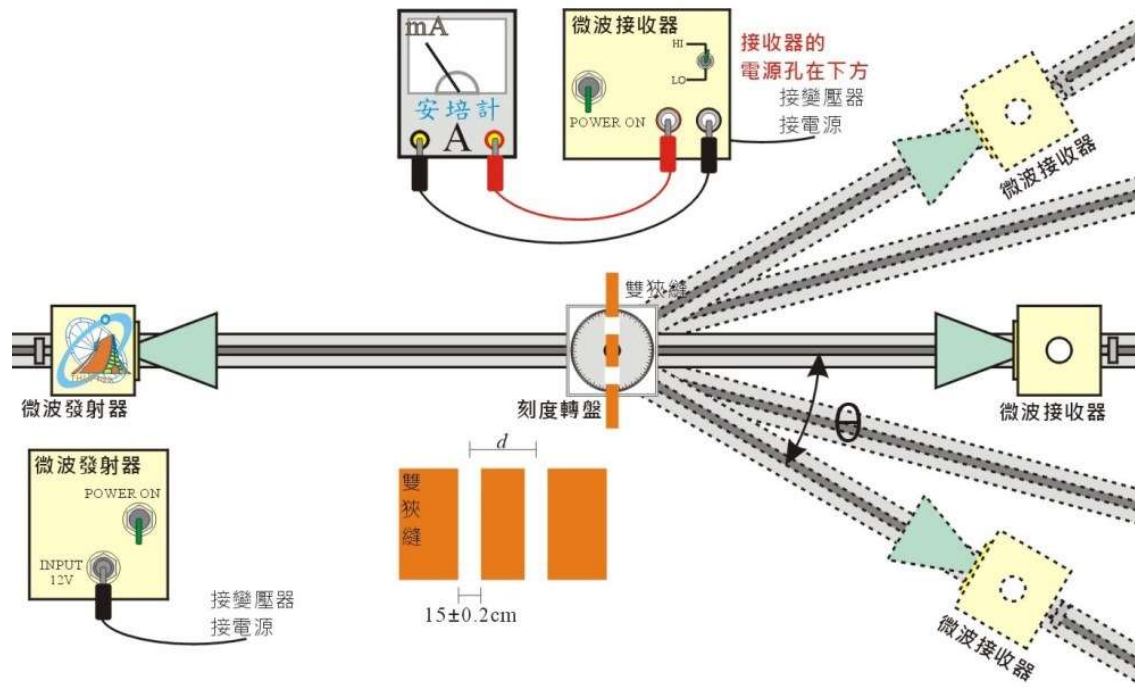 mA
安培計
A
微波接收器
HI
LO
POWER ON
接收器的
電源孔在下方
接變壓器
接電源
微波接收器
雙狹縫
微波發射器
刻度轉盤
微波接收器
θ
微波發射器
POWER ON
INPUT
12V
接變壓器
接電源
d
雙狹縫
15±0.2cm
微波接收器